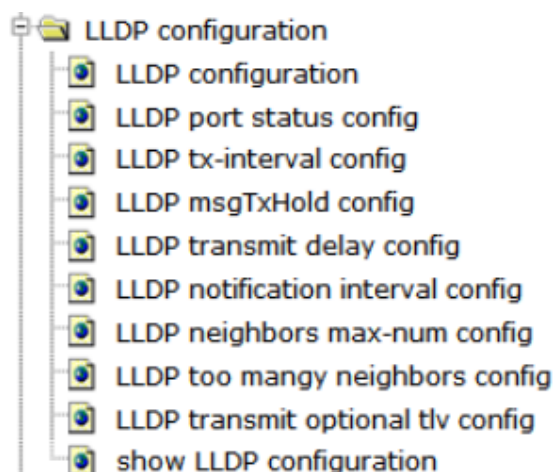 LLDP configuration
LLDP configuration
LLDP port status config
LLDP tx-interval config
LLDP msgTxHold config
LLDP transmit delay config
LLDP notification interval config
LLDP neighbors max-num config
LLDP too mangy neighbors config
LLDP transmit optional tlv config
show LLDP configuration